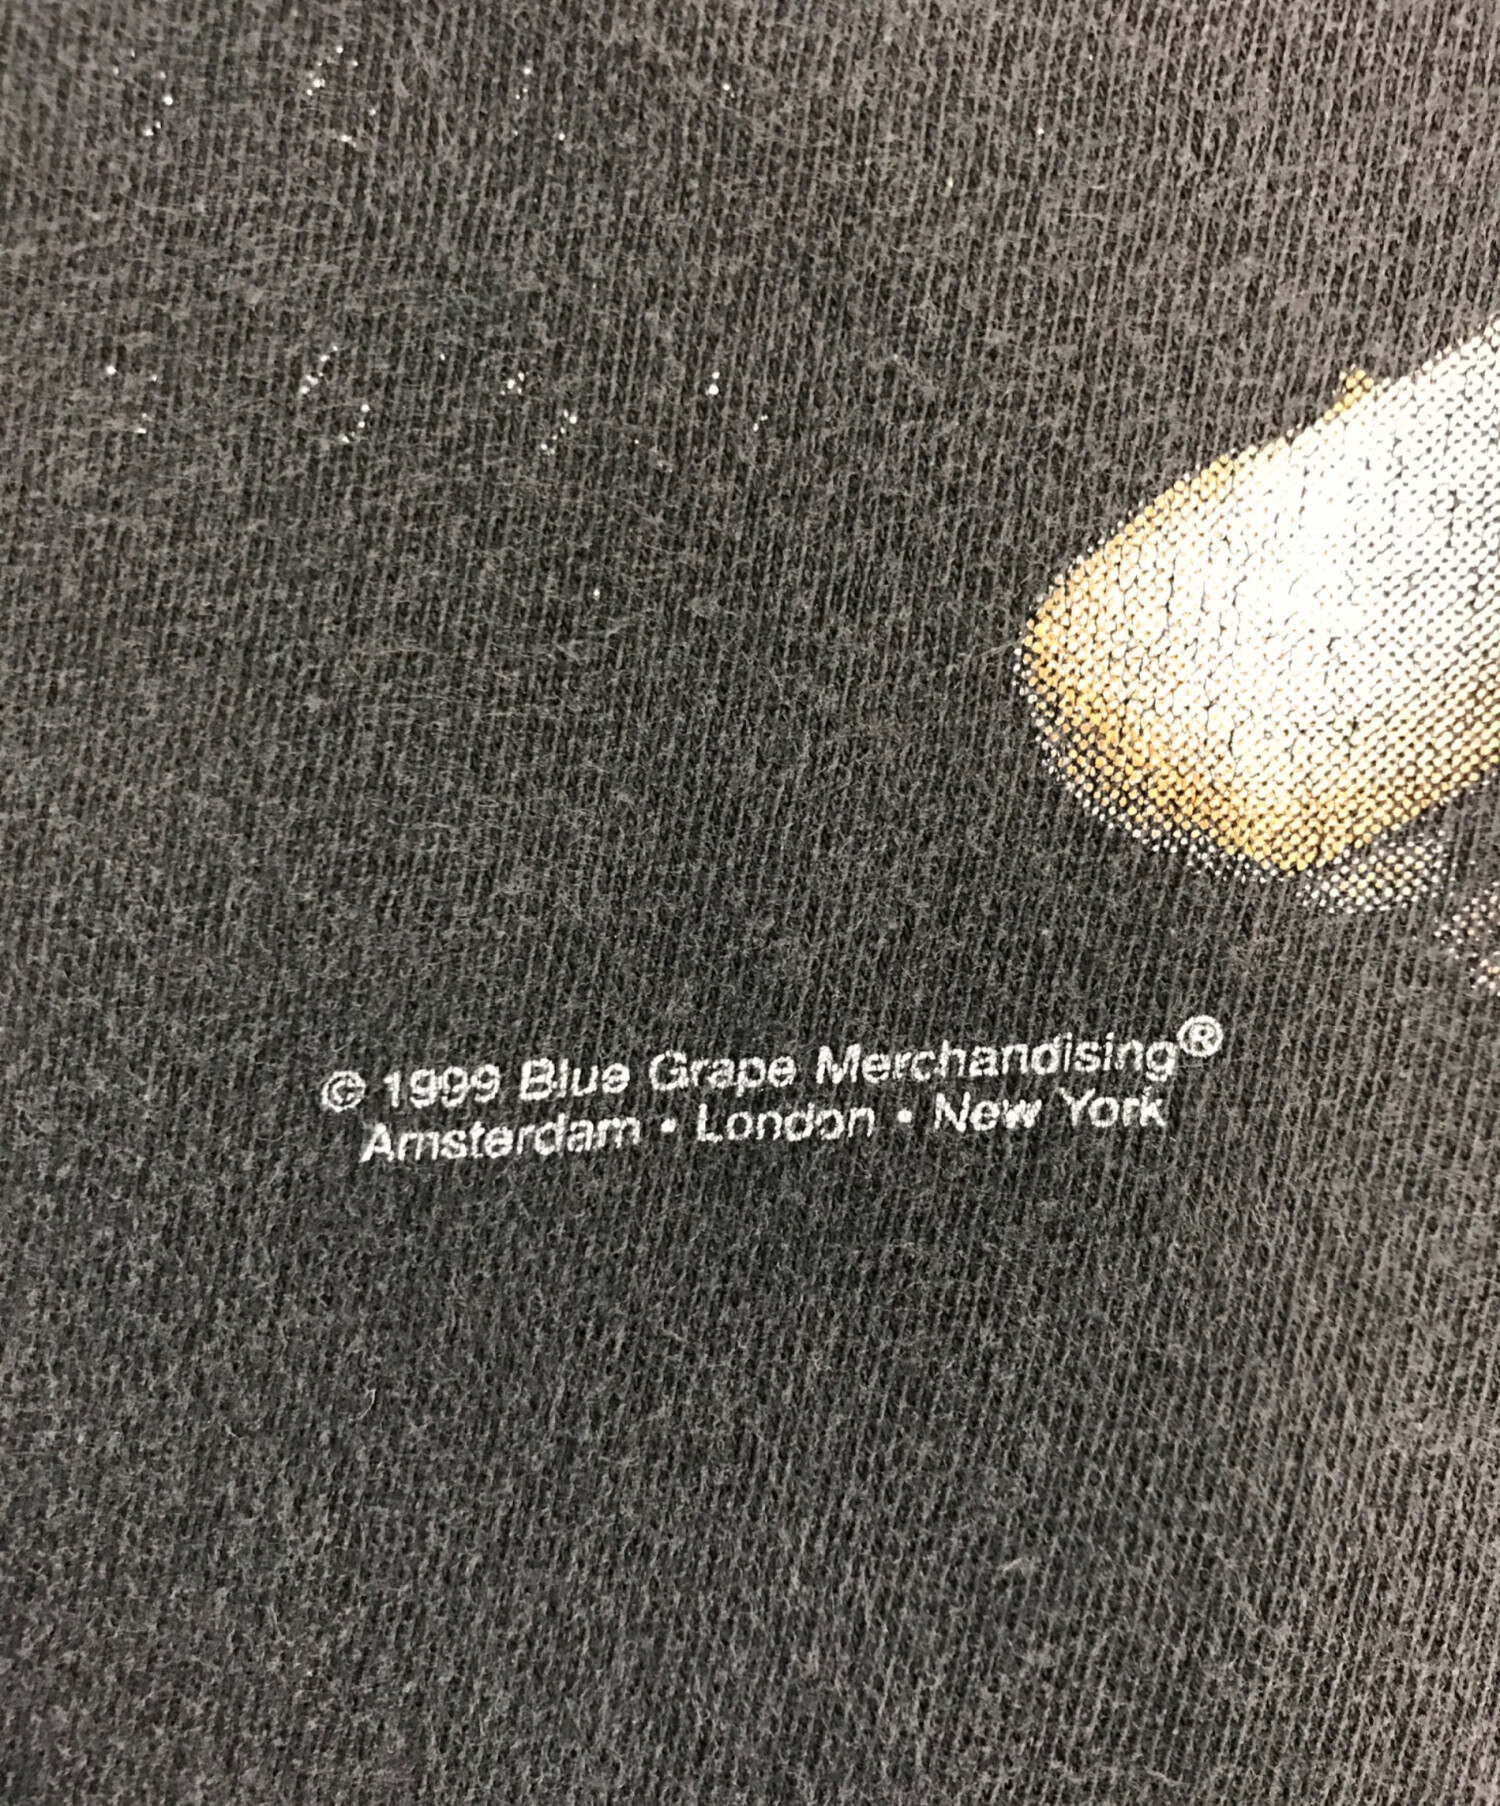 © 1999 Blue Grape Merchandising®
Amsterdam • London • New York